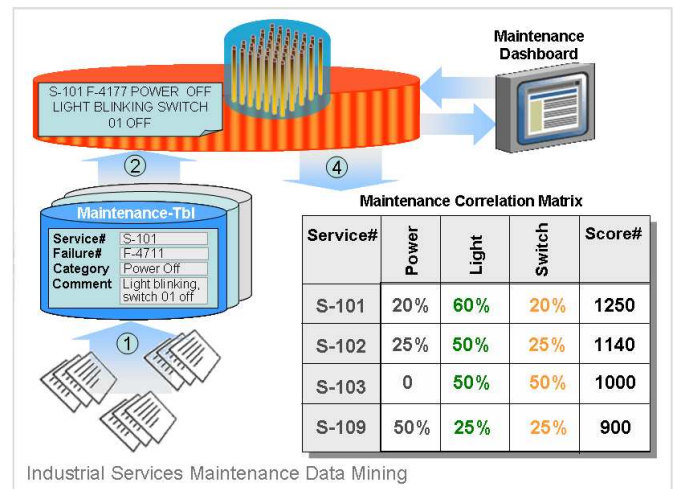 Maintenance
Dashboard
S-101 F-4177 POWER OFF
LIGHT BLINKING SWITCH
01 OFF
2
4
Maintenance-Tbl
Service# S-101
Failure# F-4711
Category Power Off
Comment Light blinking,
switch 01 off
1
Maintenance Correlation Matrix
Service# Power Light Switch Score#
S-101 20% 60% 20% 1250
S-102 25% 50% 25% 1140
S-103 0 50% 50% 1000
S-109 50% 25% 25% 900
Industrial Services Maintenance Data Mining